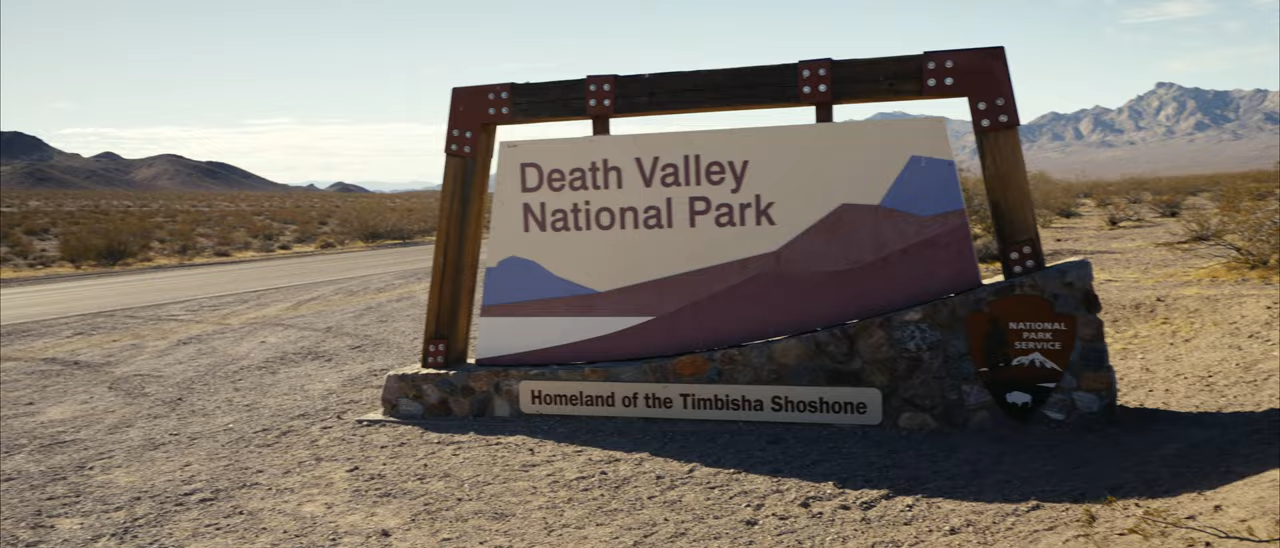 Death Valley
National Park
Homeland of the Timbisha Shoshone
NATIONAL
PARK
SERVICE